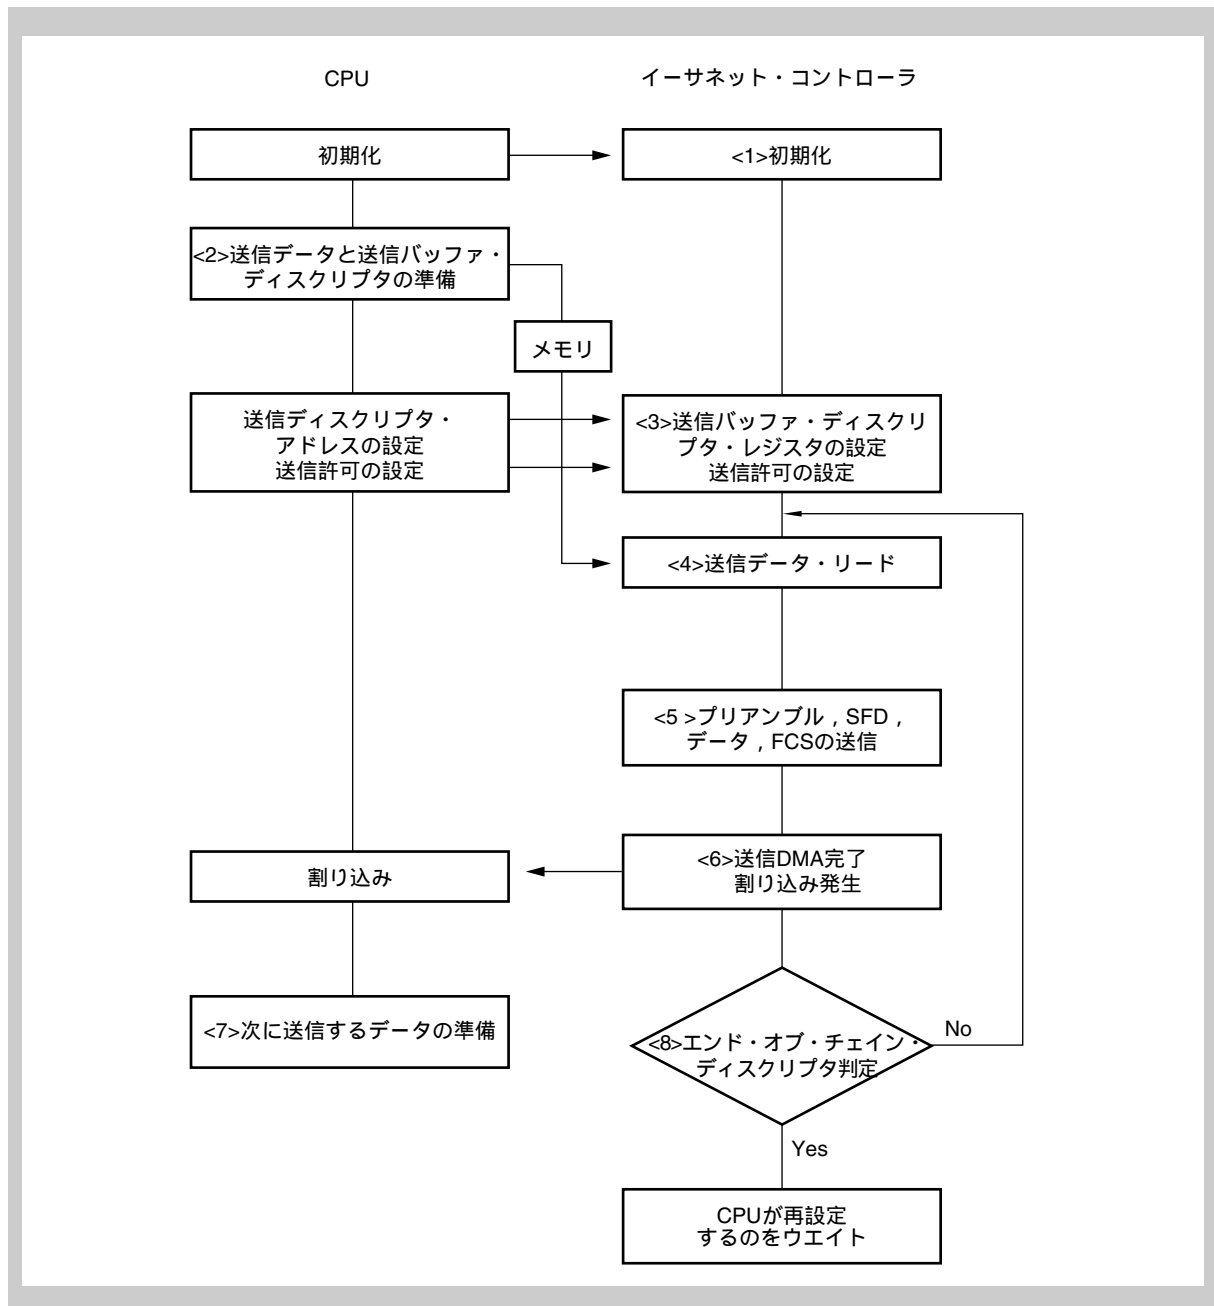 CPU
イーサネット・コントローラ
初期化
<1>初期化
<2>送信データと送信バッファ・
ディスクリプタの準備
メモリ
送信ディスクリプタ・
アドレスの設定
送信許可の設定
<3>送信バッファ・ディスクリ
プタ・レジスタの設定
送信許可の設定
<4>送信データ・リード
<5 >プリアンブル，SFD，
データ，FCSの送信
<6>送信DMA完了
割り込み発生
割り込み
<7>次に送信するデータの準備
<8>エンド・オブ・チェイン・
ディスクリプタ判定
No
Yes
CPUが再設定
するのをウエイト